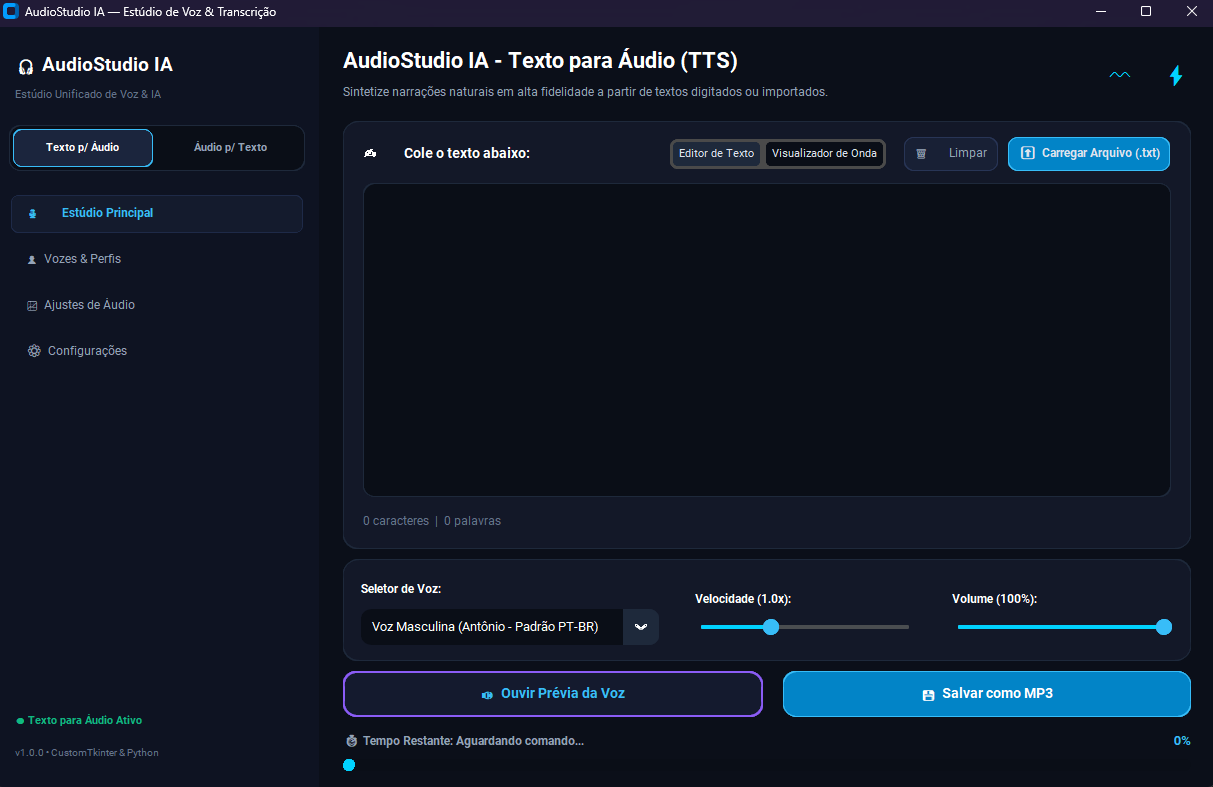 AudioStudio IA — Estúdio de Voz & Transcrição
AudioStudio IA
Estúdio Unificado de Voz & IA
Texto p/ Áudio
Áudio p/ Texto
Estúdio Principal
Vozes & Perfis
Ajustes de Áudio
Configurações
Texto para Áudio Ativo
v1.0.0 • CustomTkinter & Python
AudioStudio IA - Texto para Áudio (TTS)
Sintetize narrações naturais em alta fidelidade a partir de textos digitados ou importados.
Cole o texto abaixo:
Editor de Texto
Visualizador de Onda
Limpar
Carregar Arquivo (.txt)
0 caracteres | 0 palavras
Seletor de Voz:
Voz Masculina (Antônio - Padrão PT-BR)
Velocidade (1.0x):
Volume (100%):
Ouvir Prévia da Voz
Salvar como MP3
Tempo Restante: Aguardando comando...
0%